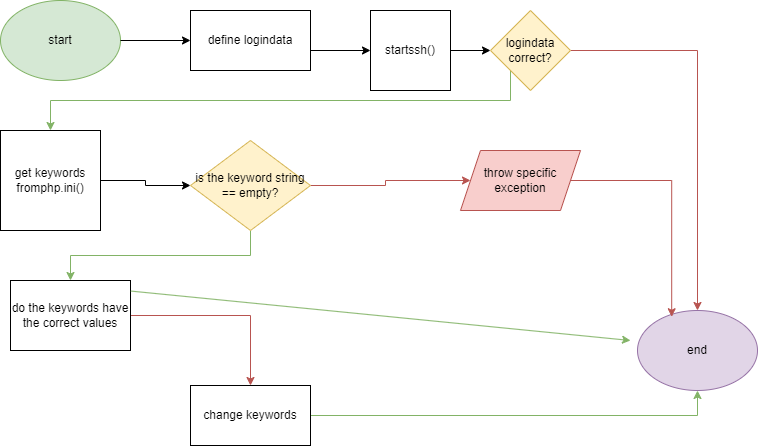 start
define logindata
startssh()
logindata
correct?
get keywords
fromphp.ini()
is the keyword string
== empty?
throw specific
exception
do the keywords have
the correct values
end
change keywords